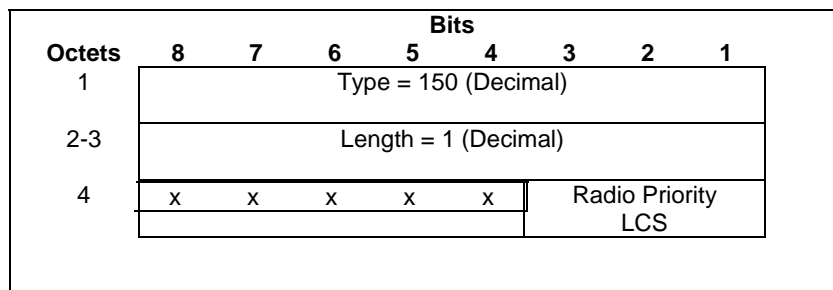 Bits
Octets 8 7 6 5 4 3 2 1
1 Type = 150 (Decimal)
2-3 Length = 1 (Decimal)
4 x x x x x Radio Priority
LCS